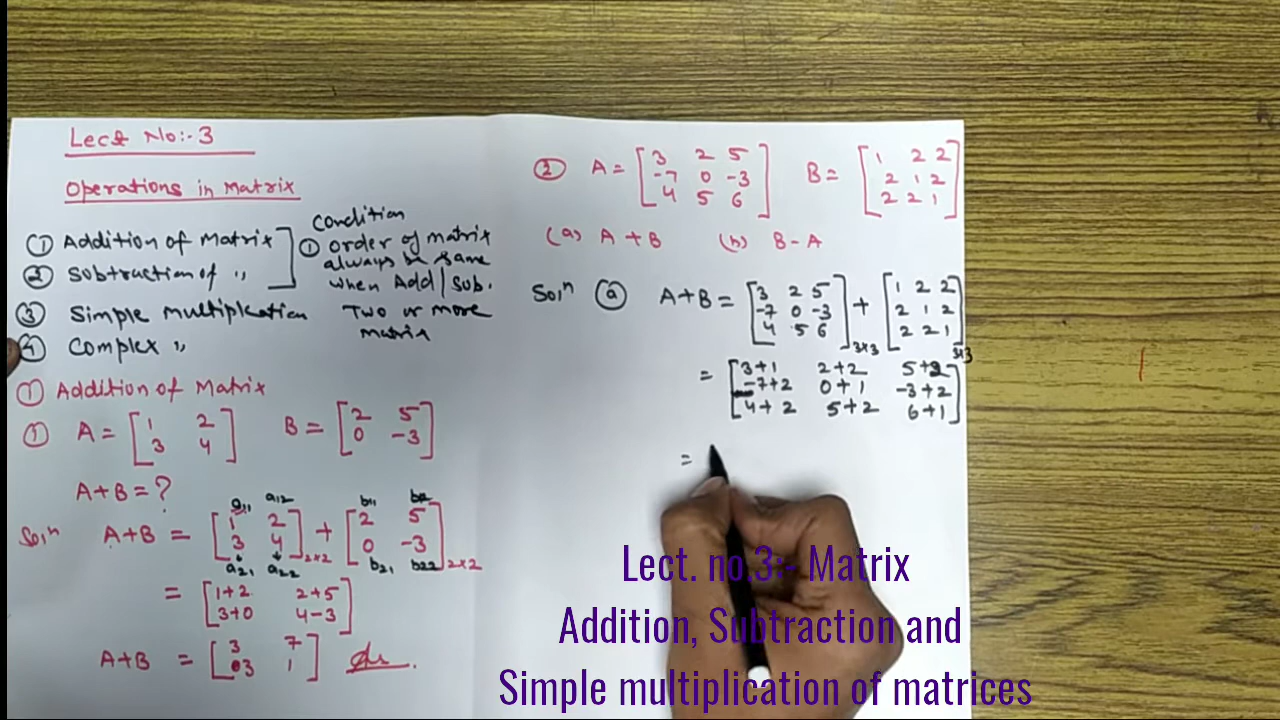 Lect No:- 3
Operations in Matrix
① Addition of Matrix
② Subtraction of "
③ Simple multiplication
④ Complex "
Condition
① order of matrix
always be same
when Add/Sub.
Two or more
matrix
① Addition of Matrix
① A = [1 2
3 4] B = [2 5
0 -3]
A+B = ?
Solⁿ A+B = [1 2
3 4]2×2 + [2 5
0 -3]2×2
a11 a12 b11
a21 a22 b21 b22
= [1+2 2+5
3+0 4-3]
A+B = [3 7
3 1]
② A = [3 2 5
-7 0 -3
4 5 6] B = [1 2 2
2 1 2
2 2 1]
(a) A+B (b) B-A
Solⁿ ⓐ A+B = [3 2 5
-7 0 -3
4 5 6]3×3 + [1 2 2
2 1 2
2 2 1]3×3
= [3+1 2+2 5+2
-7+2 0+1 -3+2
4+2 5+2 6+1]
=
Lect. no.3:- Matrix
Addition, Subtraction and
Simple multiplication of matrices